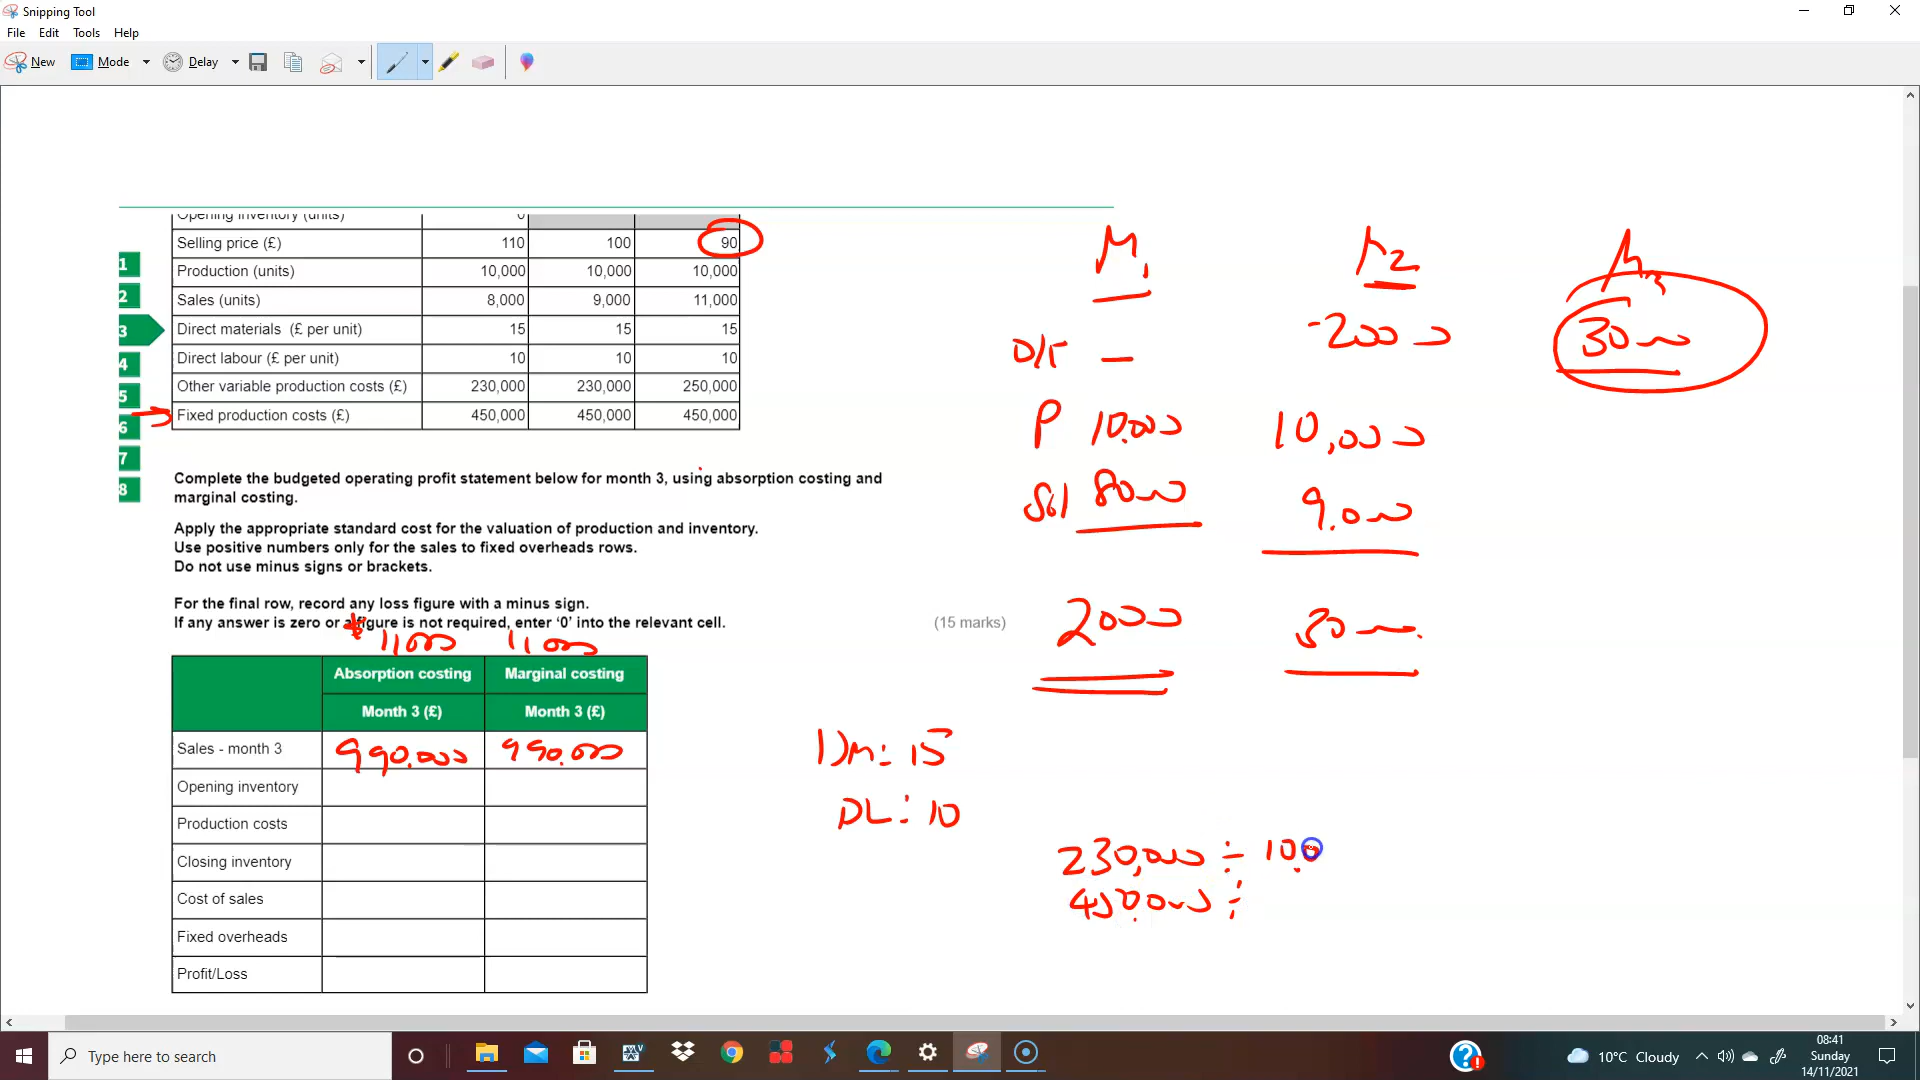 Snipping Tool
File Edit Tools Help
New Mode Delay
Opening inventory (units) 0
Selling price (£) 110 100 90
Production (units) 10,000 10,000 10,000
Sales (units) 8,000 9,000 11,000
Direct materials (£ per unit) 15 15 15
Direct labour (£ per unit) 10 10 10
Other variable production costs (£) 230,000 230,000 250,000
Fixed production costs (£) 450,000 450,000 450,000
1
2
3
4
5
6
7
8
Complete the budgeted operating profit statement below for month 3, using absorption costing and
marginal costing.
Apply the appropriate standard cost for the valuation of production and inventory.
Use positive numbers only for the sales to fixed overheads rows.
Do not use minus signs or brackets.
For the final row, record any loss figure with a minus sign.
If any answer is zero or a figure is not required, enter ‘0’ into the relevant cell.
(15 marks)
11000 11000
Absorption costing Marginal costing
Month 3 (£) Month 3 (£)
Sales - month 3 990.000 990.000
Opening inventory
Production costs
Closing inventory
Cost of sales
Fixed overheads
Profit/Loss
M1 M2 M3
O/S – 2000 3000
P 10.000 10,000
Sal 8000 9.000
2000 3000
DM: 15
DL: 10
230,000 ÷ 10.0
450.000 ÷
Type here to search
10°C Cloudy
08:41
Sunday
14/11/2021